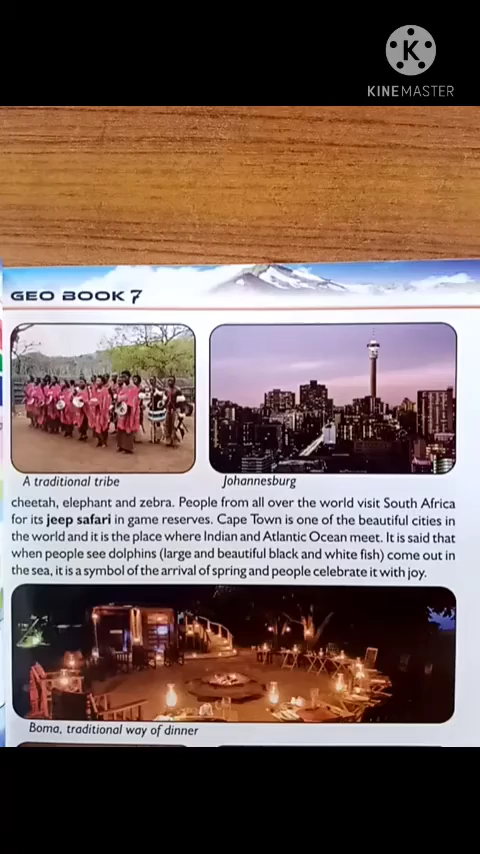 KINEMASTER
GEO BOOK 7
A traditional tribe
Johannesburg
cheetah, elephant and zebra. People from all over the world visit South Africa
for its jeep safari in game reserves. Cape Town is one of the beautiful cities in
the world and it is the place where Indian and Atlantic Ocean meet. It is said that
when people see dolphins (large and beautiful black and white fish) come out in
the sea, it is a symbol of the arrival of spring and people celebrate it with joy.
Boma, traditional way of dinner